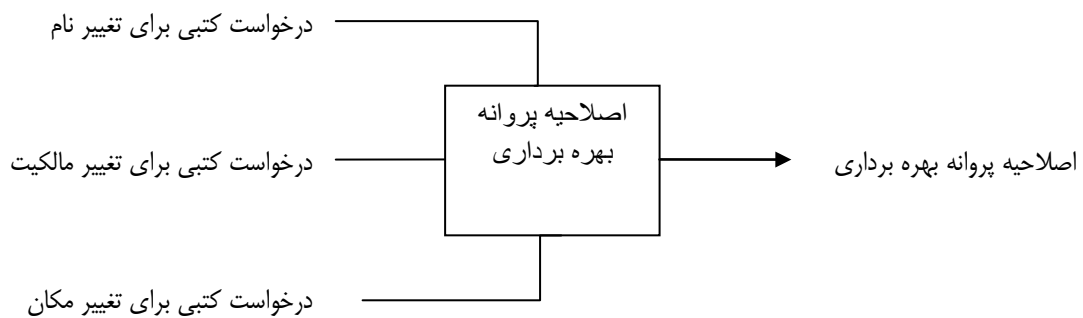 درخواست کتبی برای تغییر نام
اصلاحیه پروانه
بهره برداری
درخواست کتبی برای تغییر مالکیت
اصلاحیه پروانه بهره برداری
درخواست کتبی برای تغییر مکان